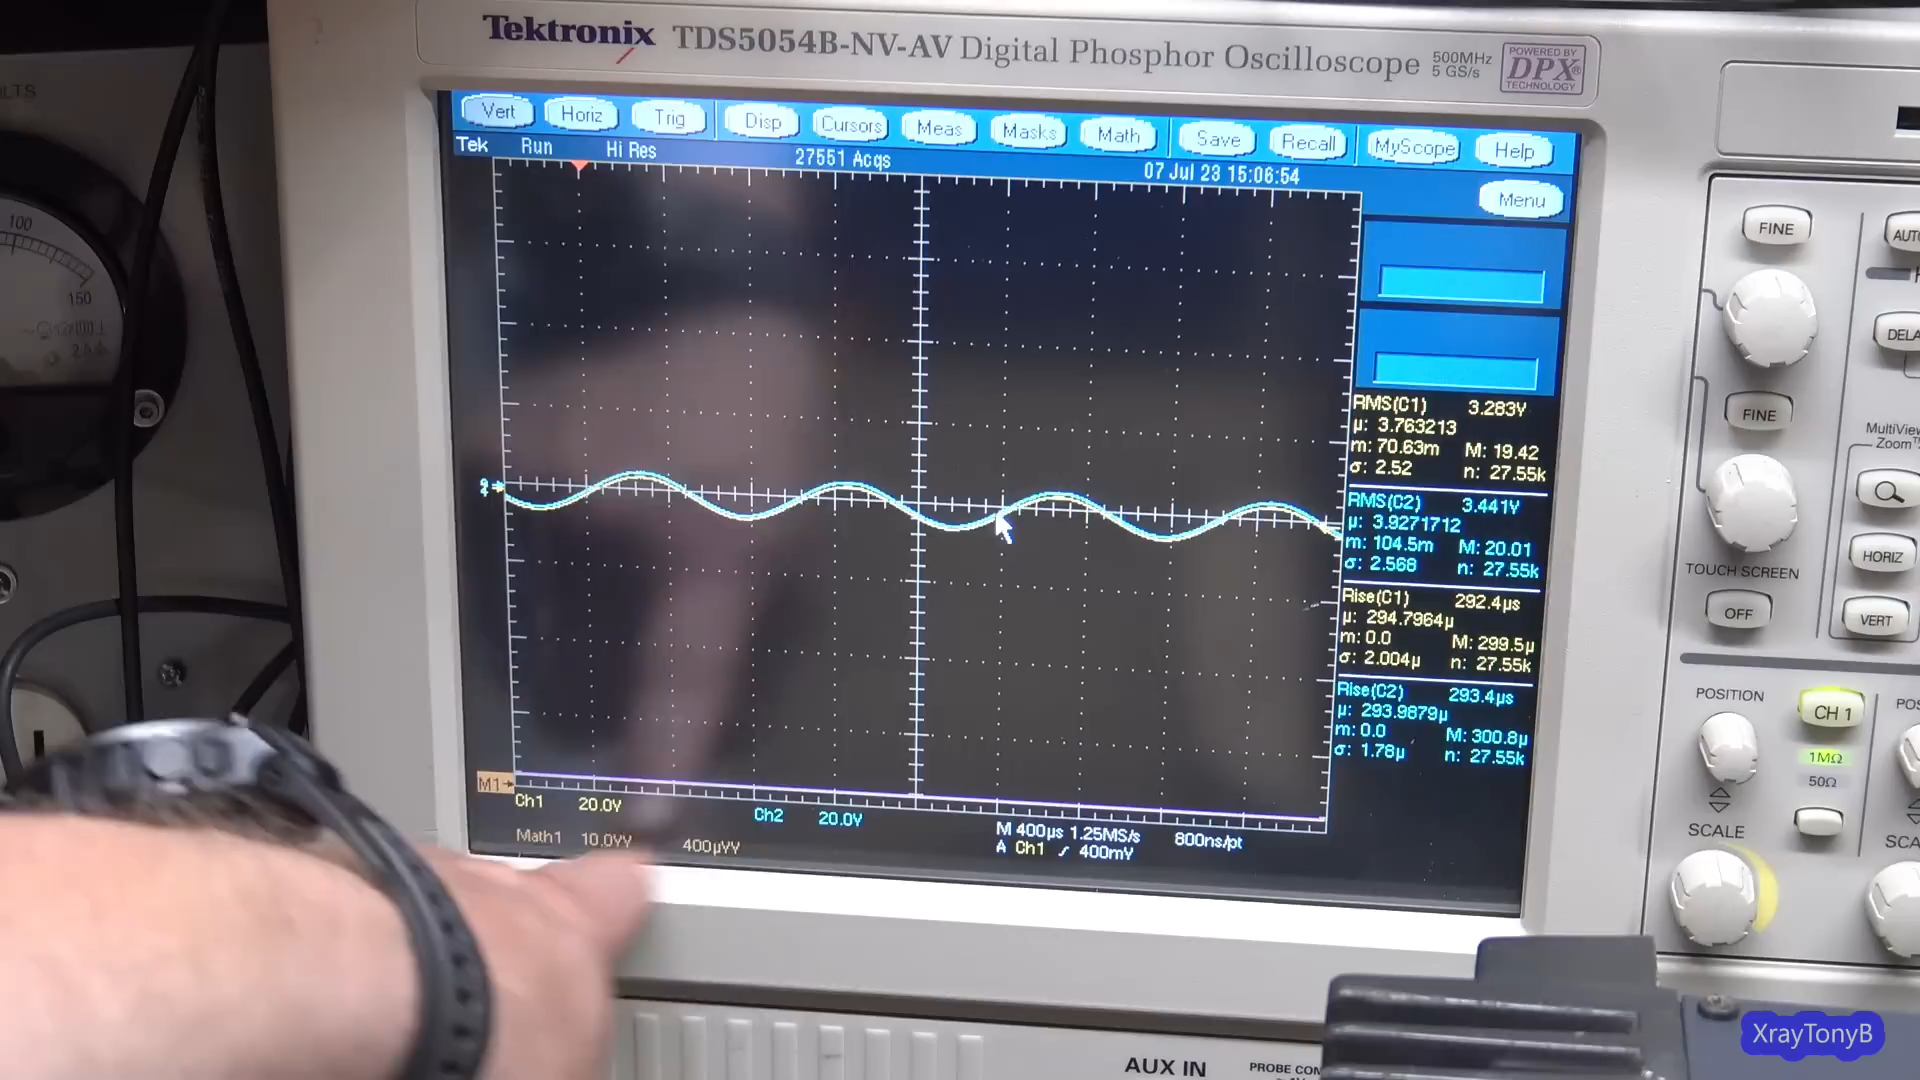 Tektronix TDS5054B-NV-AV Digital Phosphor Oscilloscope 500MHz 5 GS/s POWERED BY DPX TECHNOLOGY
Vert Horiz Trig Disp Cursors Meas Masks Math Save Recall MyScope Help
Tek Run Hi Res 27551 Acqs 07 Jul 23 15:06:54
Menu
RMS(C1) 3.283V
µ: 3.763213
m: 70.63m M: 19.42
σ: 2.52 n: 27.55k
RMS(C2) 3.441V
µ: 3.9271712
m: 104.5m M: 20.01
σ: 2.568 n: 27.55k
Rise(C1) 292.4µs
µ: 294.7964µ
m: 0.0 M: 299.5µ
σ: 2.004µ n: 27.55k
Rise(C2) 293.4µs
µ: 293.9879µ
m: 0.0 M: 300.8µ
σ: 1.78µ n: 27.55k
M1
Ch1 20.0V Ch2 20.0V M 400µs 1.25MS/s 800ns/pt
A Ch1 400mV
Math1 10.0VV 400µVV
100
150
FINE
FINE
MultiView
Zoom
HORIZ
VERT
TOUCH SCREEN
OFF
POSITION
CH 1
1MΩ
50Ω
SCALE
AUX IN
XrayTonyB